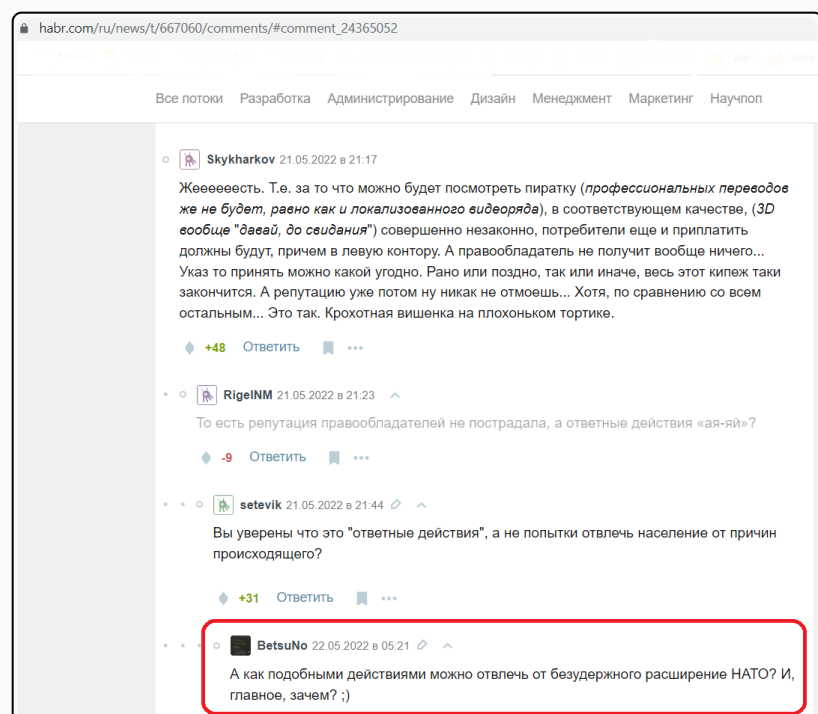 habr.com/ru/news/t/667060/comments/#comment_24365052
War SAFe
Все потоки Разработка Администрирование Дизайн Менеджмент Маркетинг Научпоп
Skykharkov 21.05.2022 в 21:17
Жеееееесть. Т.е. за то что можно будет посмотреть пиратку (профессиональных переводов
же не будет, равно как и локализованного видеоряда), в соответствующем качестве, (3D
вообще "давай, до свидания") совершенно незаконно, потребители еще и приплатить
должны будут, причем в левую контору. А правообладатель не получит вообще ничего...
Указ то принять можно какой угодно. Рано или поздно, так или иначе, весь этот кипеж таки
закончится. А репутацию уже потом ну никак не отмоешь... Хотя, по сравнению со всем
остальным... Это так. Крохотная вишенка на плохоньком тортике.
+48 Ответить
RigelNM 21.05.2022 в 21:23
То есть репутация правообладателей не пострадала, а ответные действия «ая-яй»?
-9 Ответить
setevik 21.05.2022 в 21:44
Вы уверены что это "ответные действия", а не попытки отвлечь население от причин
происходящего?
+31 Ответить
BetsuNo 22.05.2022 в 05:21
А как подобными действиями можно отвлечь от безудержного расширение НАТО? И,
главное, зачем? ;)